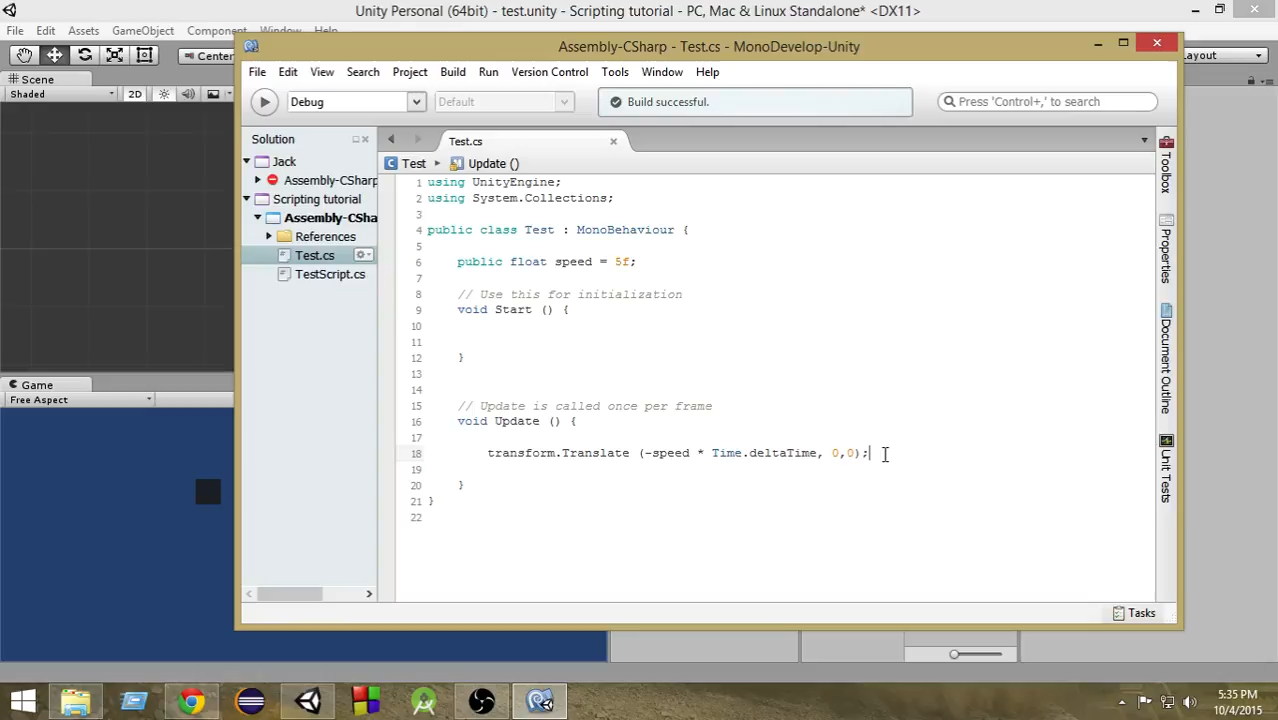 Unity Personal (64bit) - test.unity - Scripting tutorial - PC, Mac & Linux Standalone* <DX11>
File Edit Assets GameObject Component Window Help
Assembly-CSharp - Test.cs - MonoDevelop-Unity
Center
Layout
File Edit View Search Project Build Run Version Control Tools Window Help
Scene
Shaded 2D
Debug Default Build successful. Press 'Control+,' to search
Solution Test.cs
Test Update ()
Jack
Assembly-CSharp
Scripting tutorial
Assembly-CSha
References
Test.cs
TestScript.cs
1 using UnityEngine;
2 using System.Collections;
3
4 public class Test : MonoBehaviour {
5
6 public float speed = 5f;
7
8 // Use this for initialization
9 void Start () {
10
11
12 }
13
14
15 // Update is called once per frame
16 void Update () {
17
18 transform.Translate (-speed * Time.deltaTime, 0,0);
19
20 }
21 }
22
Toolbox
Properties
Document Outline
Unit Tests
Game
Free Aspect
Tasks
5:35 PM
10/4/2015